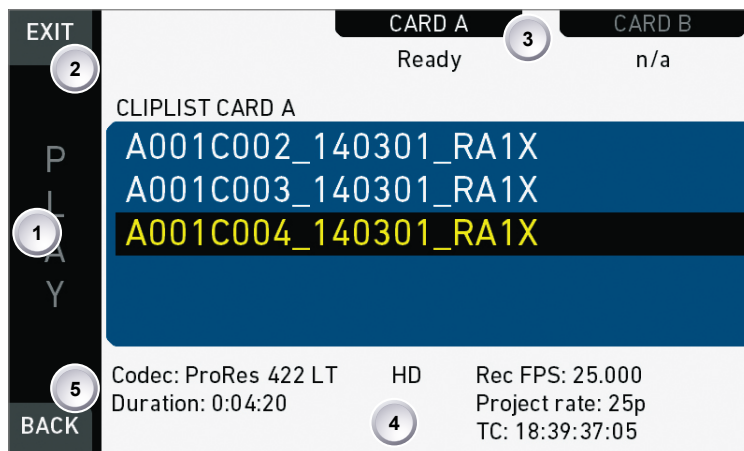 EXIT
CARD A
3
CARD B
2
Ready
n/a
CLIPLIST CARD A
PLAY
1
A001C002_140301_RA1X
A001C003_140301_RA1X
A001C004_140301_RA1X
5
Codec: ProRes 422 LT HD Rec FPS: 25.000
Duration: 0:04:20 Project rate: 25p
4
BACK
TC: 18:39:37:05